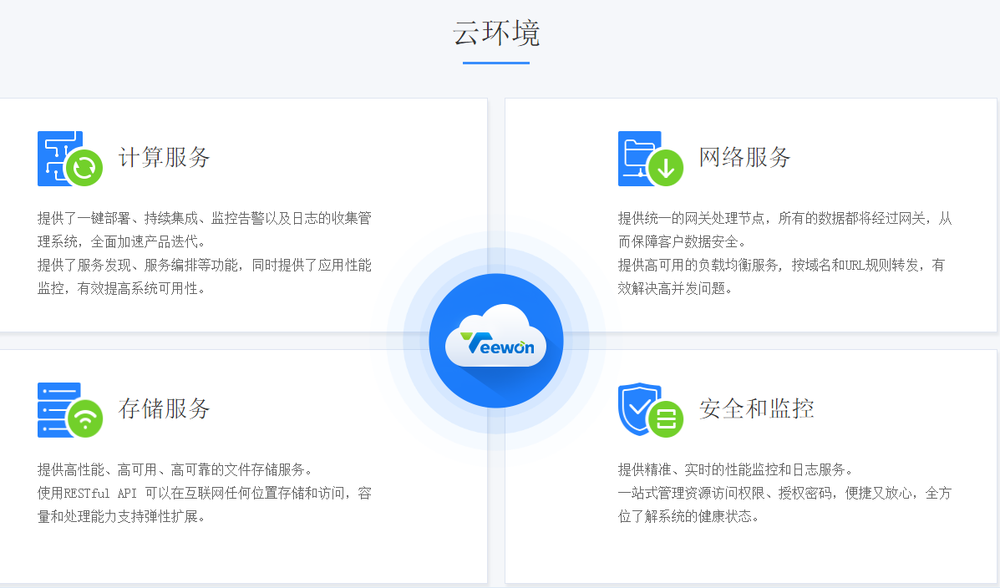 云环境
计算服务
提供了一键部署、持续集成、监控告警以及日志的收集管
理系统，全面加速产品迭代。
提供了服务发现、服务编排等功能，同时提供了应用性能
监控，有效提高系统可用性。
网络服务
提供统一的网关处理节点，所有的数据都将经过网关，从
而保障客户数据安全。
提供高可用的负载均衡服务, 按域名和URL规则转发，有
效解决高并发问题。
Teewon
存储服务
提供高性能、高可用、高可靠的文件存储服务。
使用RESTful API 可以在互联网任何位置存储和访问，容
量和处理能力支持弹性扩展。
安全和监控
提供精准、实时的性能监控和日志服务。
一站式管理资源访问权限、授权密码，便捷又放心，全方
位了解系统的健康状态。